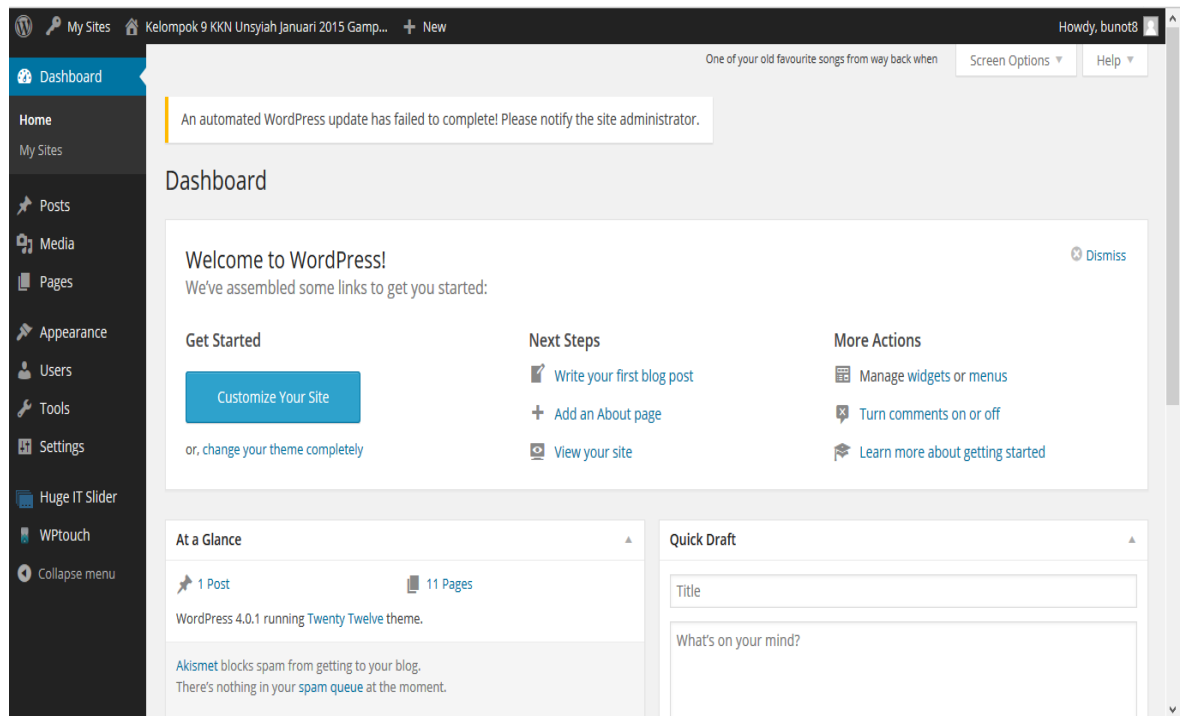 My Sites Kelompok 9 KKN Unsyiah Januari 2015 Gamp... New Howdy, bunot8
One of your old favourite songs from way back when Screen Options Help
Dashboard
Home
My Sites
Posts
Media
Pages
Appearance
Users
Tools
Settings
Huge IT Slider
WPtouch
Collapse menu
An automated WordPress update has failed to complete! Please notify the site administrator.
Dashboard
Welcome to WordPress!
Dismiss
We've assembled some links to get you started:
Get Started
Customize Your Site
or, change your theme completely
Next Steps
Write your first blog post
Add an About page
View your site
More Actions
Manage widgets or menus
Turn comments on or off
Learn more about getting started
At a Glance
1 Post 11 Pages
WordPress 4.0.1 running Twenty Twelve theme.
Akismet blocks spam from getting to your blog.
There's nothing in your spam queue at the moment.
Quick Draft
Title
What's on your mind?